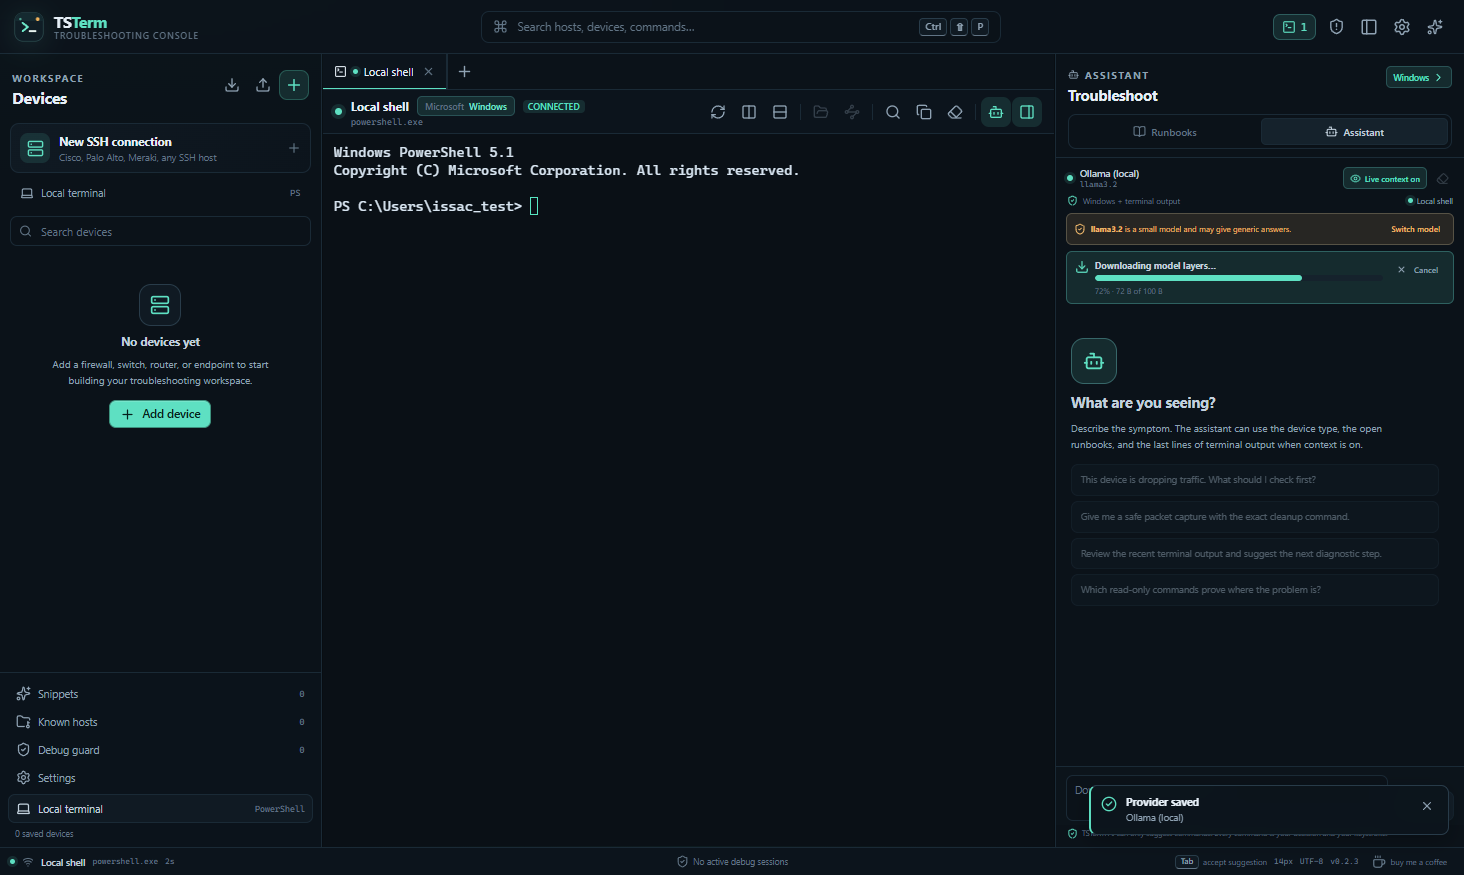 TSTerm
TROUBLESHOOTING CONSOLE
Search hosts, devices, commands...
Ctrl
P
1
WORKSPACE
Devices
New SSH connection
Cisco, Palo Alto, Meraki, any SSH host
Local terminal PS
Search devices
No devices yet
Add a firewall, switch, router, or endpoint to start
building your troubleshooting workspace.
Add device
Snippets 0
Known hosts 0
Debug guard 0
Settings
Local terminal PowerShell
0 saved devices
Local shell
Local shell Microsoft Windows CONNECTED
powershell.exe
Windows PowerShell 5.1
Copyright (C) Microsoft Corporation. All rights reserved.
PS C:\Users\issac_test>
ASSISTANT
Troubleshoot
Windows
Runbooks
Assistant
Ollama (local)
llama3.2
Live context on
Windows + terminal output
Local shell
llama3.2 is a small model and may give generic answers.
Switch model
Downloading model layers...
Cancel
72% · 72 B of 100 B
What are you seeing?
Describe the symptom. The assistant can use the device type, the open
runbooks, and the last lines of terminal output when context is on.
This device is dropping traffic. What should I check first?
Give me a safe packet capture with the exact cleanup command.
Review the recent terminal output and suggest the next diagnostic step.
Which read-only commands prove where the problem is?
Provider saved
Ollama (local)
Local shell powershell.exe 2s
No active debug sessions
Tab accept suggestion 14px UTF-8 v0.2.3 buy me a coffee